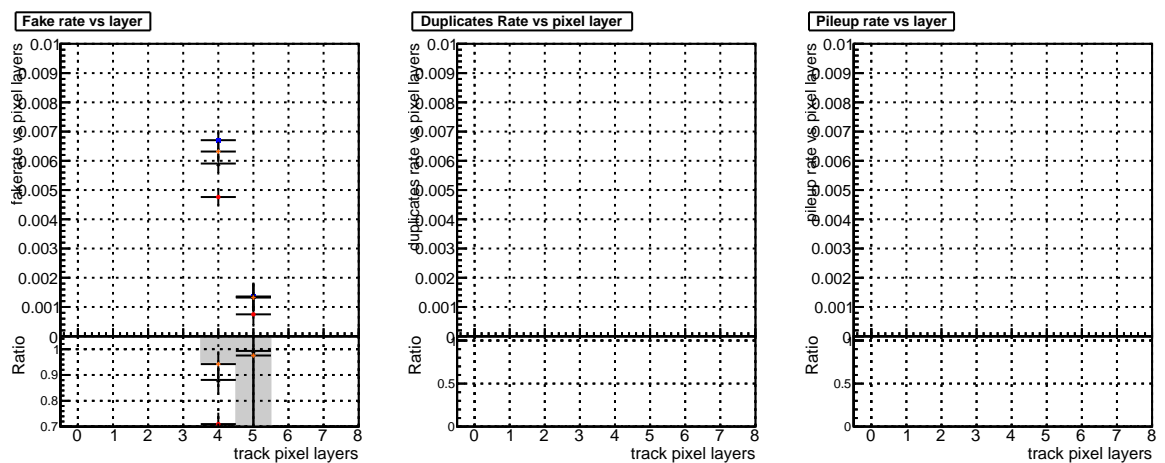 Fake rate vs layer
fakerate vs pixel layers
0.01
0.009
0.008
0.007
0.006
0.005
0.004
0.003
0.002
0.001
0
Ratio
1
0.9
0.8
0.7
0 1 2 3 4 5 6 7 8
track pixel layers
Duplicates Rate vs pixel layer
duplicates rate vs pixel layers
0.01
0.009
0.008
0.007
0.006
0.005
0.004
0.003
0.002
0.001
0
Ratio
1
0.5
0
0 1 2 3 4 5 6 7 8
track pixel layers
Pileup rate vs layer
pileup rate vs pixel layers
0.01
0.009
0.008
0.007
0.006
0.005
0.004
0.003
0.002
0.001
0
Ratio
1
0.5
0
0 1 2 3 4 5 6 7 8
track pixel layers